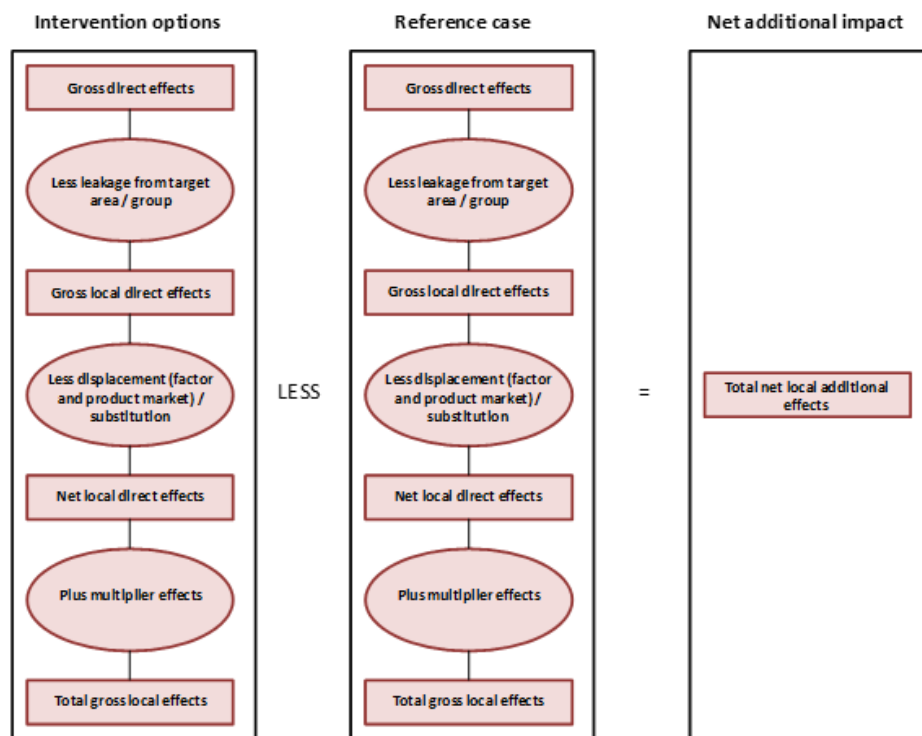 Intervention options
Gross direct effects
Less leakage from target
area / group
Gross local direct effects
Less displacement (factor
and product market) /
substitution
Net local direct effects
Plus multiplier effects
Total gross local effects
LESS
Reference case
Gross direct effects
Less leakage from target
area / group
Gross local direct effects
Less displacement (factor
and product market) /
substitution
Net local direct effects
Plus multiplier effects
Total gross local effects
=
Net additional impact
Total net local additional
effects